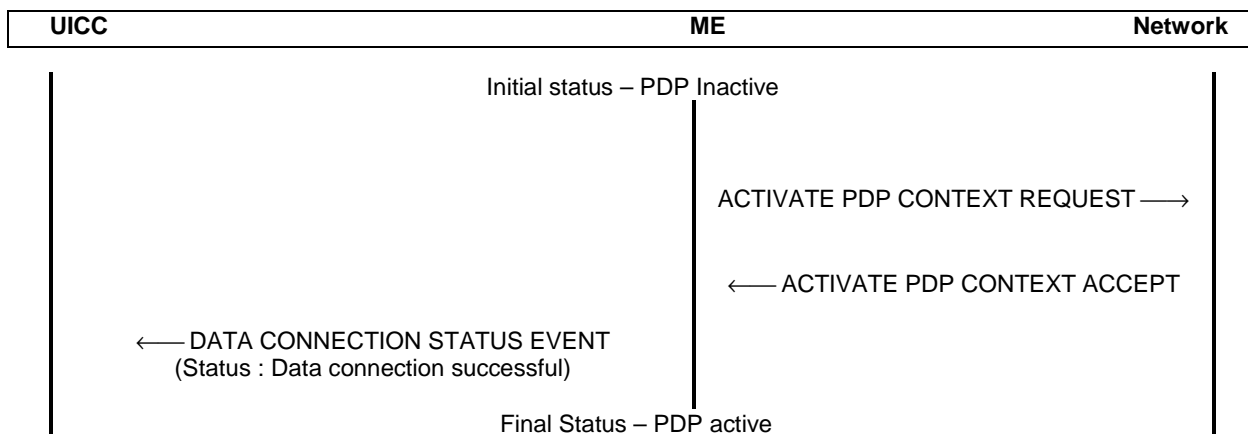 UICC ME Network
Initial status – PDP Inactive
ACTIVATE PDP CONTEXT REQUEST ⟶
⟵ ACTIVATE PDP CONTEXT ACCEPT
⟵ DATA CONNECTION STATUS EVENT
(Status : Data connection successful)
Final Status – PDP active